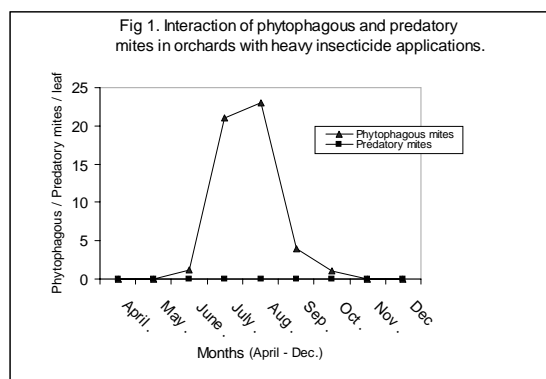 Fig 1. Interaction of phytophagous and predatory
mites in orchards with heavy insecticide applications.
Phytophagous / Predatory mites / leaf
25
20
15
10
5
0
Phytophagous mites
Predatory mites
April .
May .
June .
July .
Aug .
Sep .
Oct .
Nov .
Dec
Months (April - Dec.)